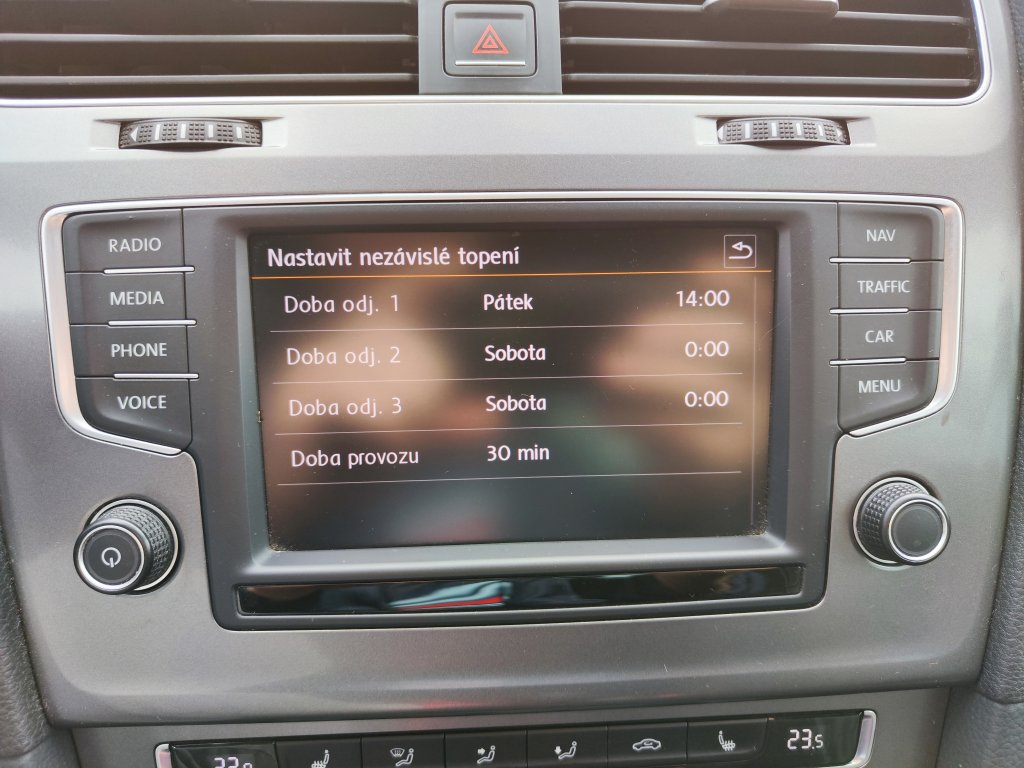 RADIO
MEDIA
PHONE
VOICE
Nastavit nezávislé topení
Doba odj. 1 Pátek 14:00
Doba odj. 2 Sobota 0:00
Doba odj. 3 Sobota 0:00
Doba provozu 30 min
NAV
TRAFFIC
CAR
MENU
23.5